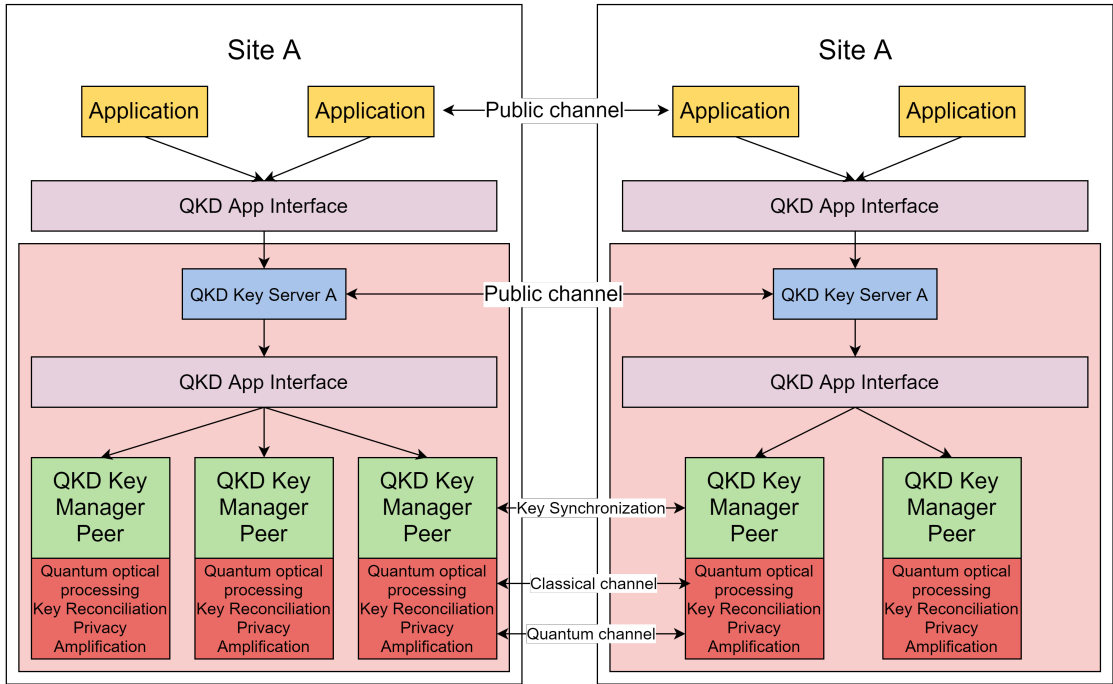 Site A
Site A
Application
Application
Public channel
Application
Application
QKD App Interface
QKD App Interface
QKD Key Server A
Public channel
QKD Key Server A
QKD App Interface
QKD App Interface
QKD Key
Manager
Peer
QKD Key
Manager
Peer
QKD Key
Manager
Peer
Key Synchronization
QKD Key
Manager
Peer
QKD Key
Manager
Peer
Quantum optical
processing
Key Reconciliation
Privacy
Amplification
Quantum optical
processing
Key Reconciliation
Privacy
Amplification
Quantum optical
processing
Key Reconciliation
Privacy
Amplification
Classical channel
Quantum channel
Quantum optical
processing
Key Reconciliation
Privacy
Amplification
Quantum optical
processing
Key Reconciliation
Privacy
Amplification